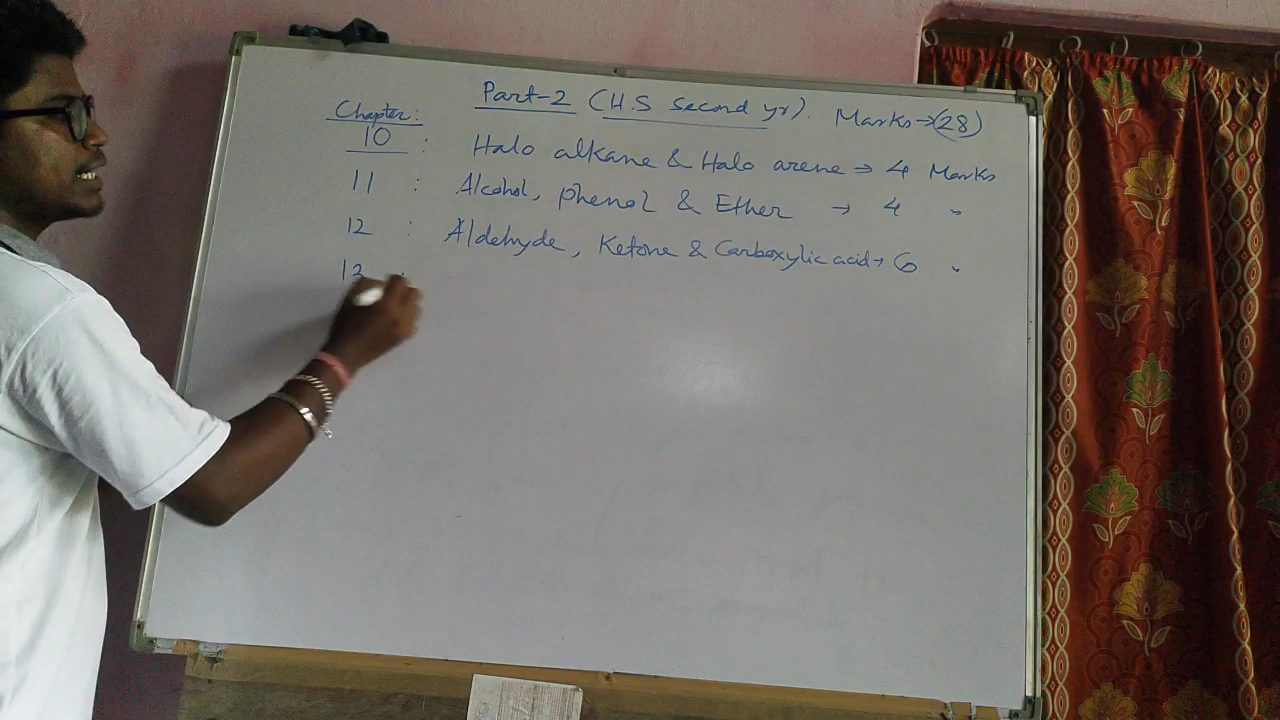 Part-2 (H.S Second yr). Marks→(28)
Chapter:
10 : Halo alkane & Halo arene → 4 Marks
11 : Alcohol, phenol & Ether → 4 "
12 : Aldehyde, Ketone & Carboxylic acid → 6 "
13 :